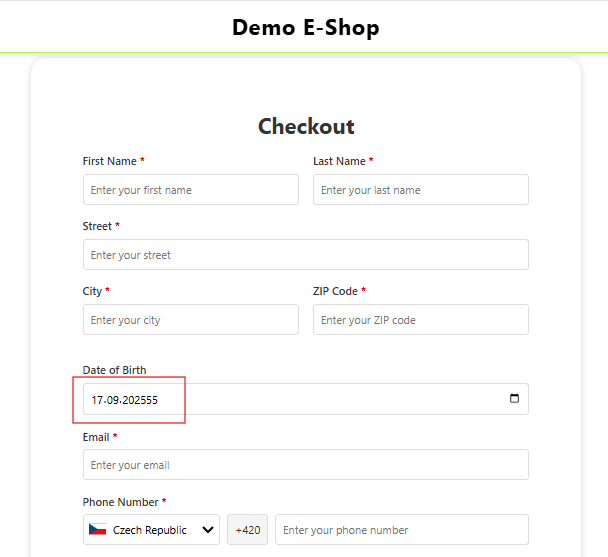 Demo E-Shop
Checkout
First Name *
Last Name *
Enter your first name
Enter your last name
Street *
Enter your street
City *
ZIP Code *
Enter your city
Enter your ZIP code
Date of Birth
17.09.202555
Email *
Enter your email
Phone Number *
Czech Republic
+420
Enter your phone number